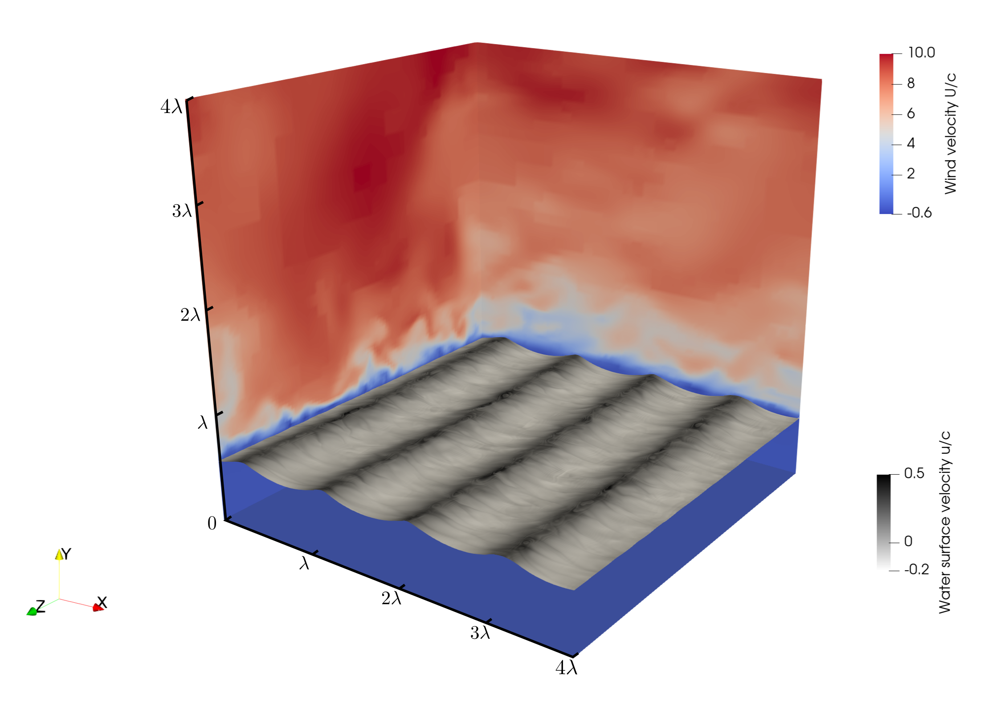 4λ
3λ
2λ
λ
0
λ
2λ
3λ
4λ
Y
Z
X
10.0
8
6
4
2
-0.6
Wind velocity U/c
0.5
0
-0.2
Water surface velocity u/c